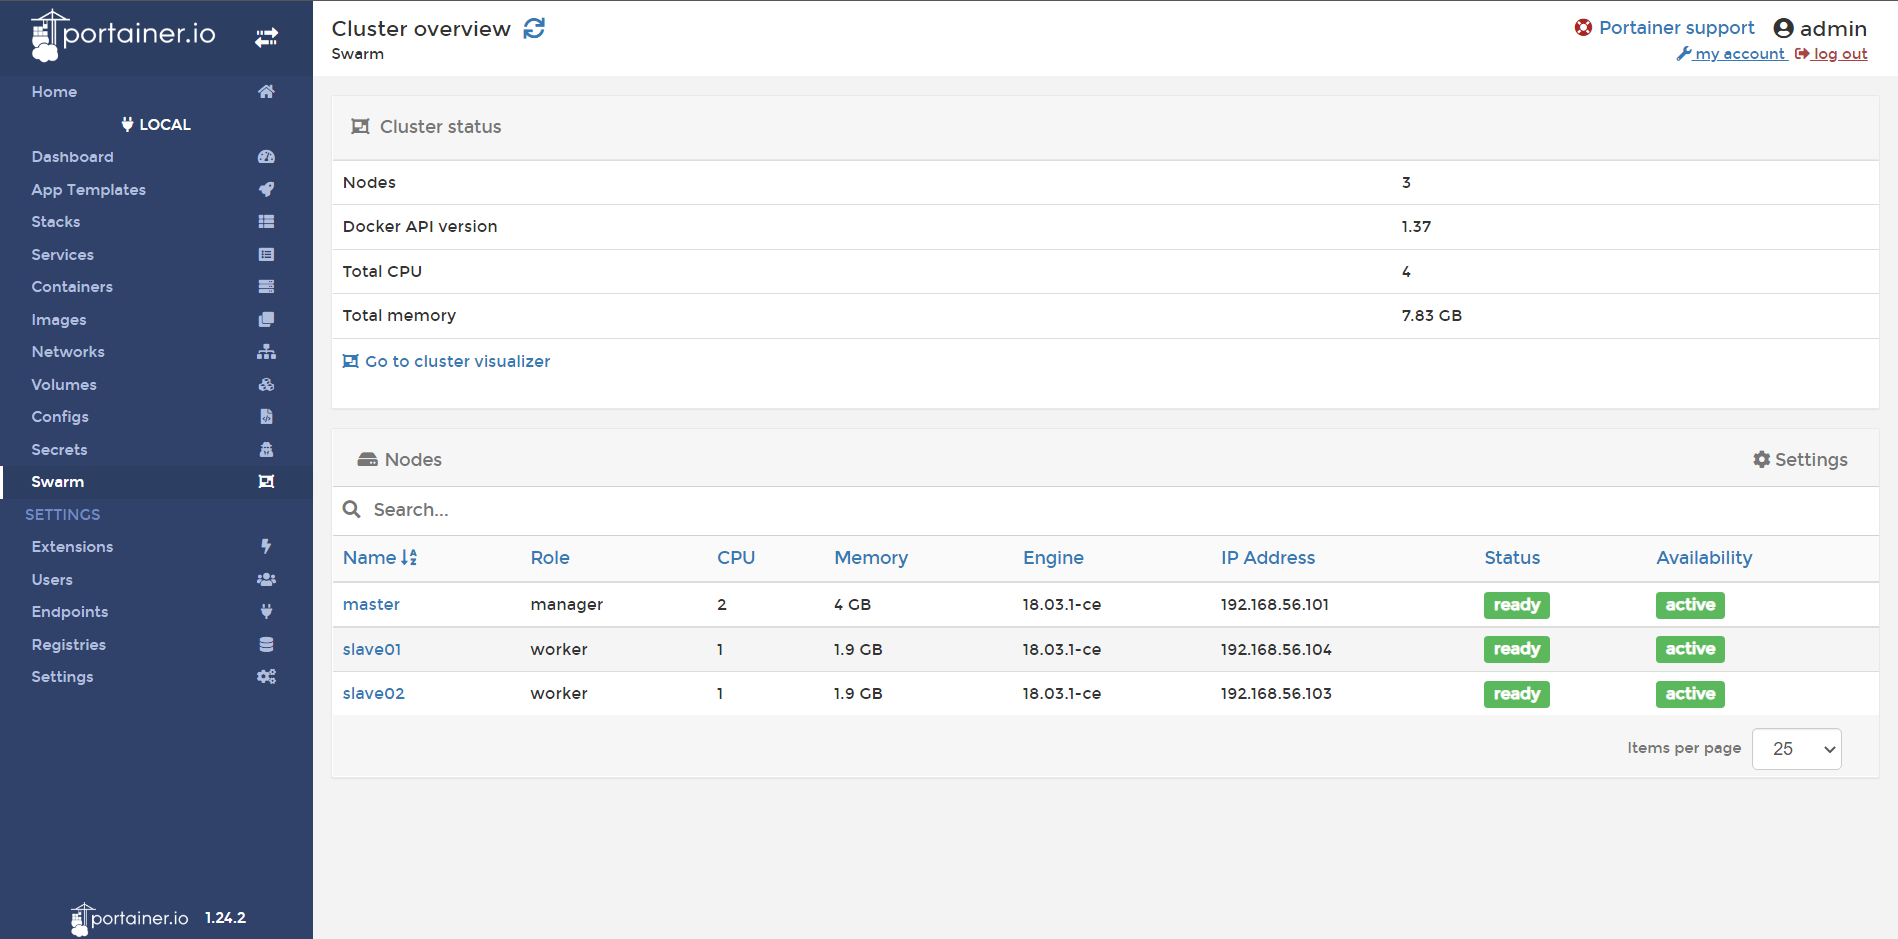 portainer.io
Home
LOCAL
Dashboard
App Templates
Stacks
Services
Containers
Images
Networks
Volumes
Configs
Secrets
Swarm
SETTINGS
Extensions
Users
Endpoints
Registries
Settings
portainer.io 1.24.2
Cluster overview
Swarm
Portainer support admin
my account log out
Cluster status
Nodes 3
Docker API version 1.37
Total CPU 4
Total memory 7.83 GB
Go to cluster visualizer
Nodes Settings
Search...
Name Role CPU Memory Engine IP Address Status Availability
master manager 2 4 GB 18.03.1-ce 192.168.56.101 ready active
slave01 worker 1 1.9 GB 18.03.1-ce 192.168.56.104 ready active
slave02 worker 1 1.9 GB 18.03.1-ce 192.168.56.103 ready active
Items per page 25